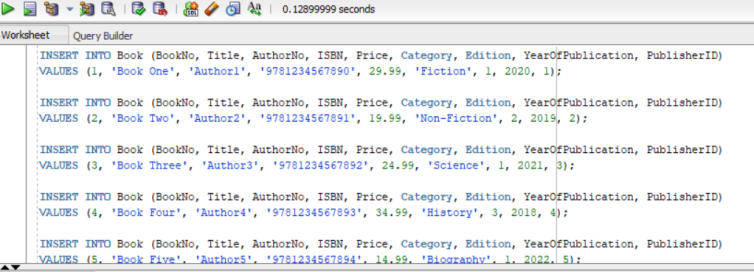 0.12899999 seconds
Worksheet Query Builder
INSERT INTO Book (BookNo, Title, AuthorNo, ISBN, Price, Category, Edition, YearOfPublication, PublisherID)
VALUES (1, 'Book One', 'Author1', '9781234567890', 29.99, 'Fiction', 1, 2020, 1);
INSERT INTO Book (BookNo, Title, AuthorNo, ISBN, Price, Category, Edition, YearOfPublication, PublisherID)
VALUES (2, 'Book Two', 'Author2', '9781234567891', 19.99, 'Non-Fiction', 2, 2019, 2);
INSERT INTO Book (BookNo, Title, AuthorNo, ISBN, Price, Category, Edition, YearOfPublication, PublisherID)
VALUES (3, 'Book Three', 'Author3', '9781234567892', 24.99, 'Science', 1, 2021, 3);
INSERT INTO Book (BookNo, Title, AuthorNo, ISBN, Price, Category, Edition, YearOfPublication, PublisherID)
VALUES (4, 'Book Four', 'Author4', '9781234567893', 34.99, 'History', 3, 2018, 4);
INSERT INTO Book (BookNo, Title, AuthorNo, ISBN, Price, Category, Edition, YearOfPublication, PublisherID)
VALUES (5, 'Book Five', 'Author5', '9781234567894', 14.99, 'Biography', 1, 2022, 5);